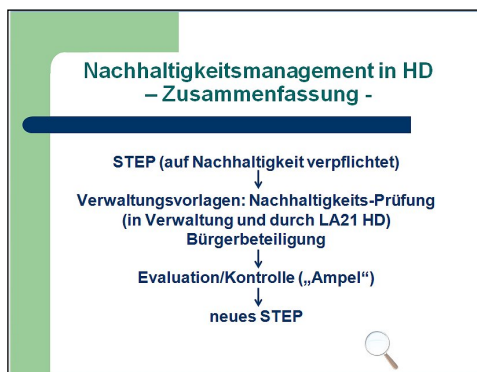 Nachhaltigkeitsmanagement in HD
– Zusammenfassung -
STEP (auf Nachhaltigkeit verpflichtet)
Verwaltungsvorlagen: Nachhaltigkeits-Prüfung
(in Verwaltung und durch LA21 HD)
Bürgerbeteiligung
Evaluation/Kontrolle („Ampel“)
neues STEP